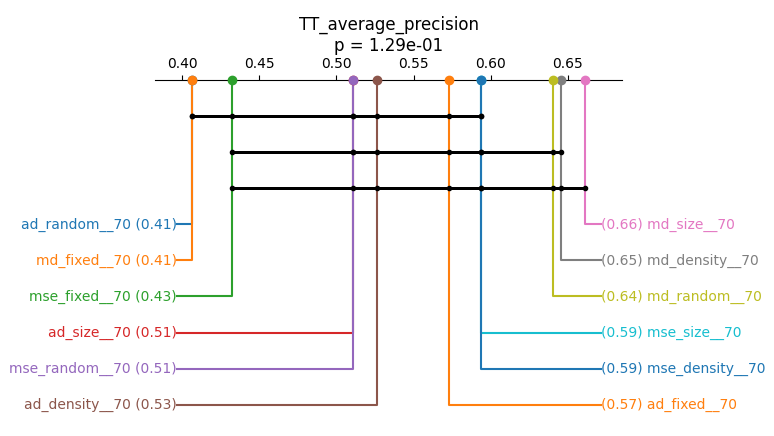 TT_average_precision
p = 1.29e-01
0.40 0.45 0.50 0.55 0.60 0.65
ad_random__70 (0.41)
(0.66) md_size__70
md_fixed__70 (0.41)
(0.65) md_density__70
mse_fixed__70 (0.43)
(0.64) md_random__70
ad_size__70 (0.51)
(0.59) mse_size__70
mse_random__70 (0.51)
(0.59) mse_density__70
ad_density__70 (0.53)
(0.57) ad_fixed__70